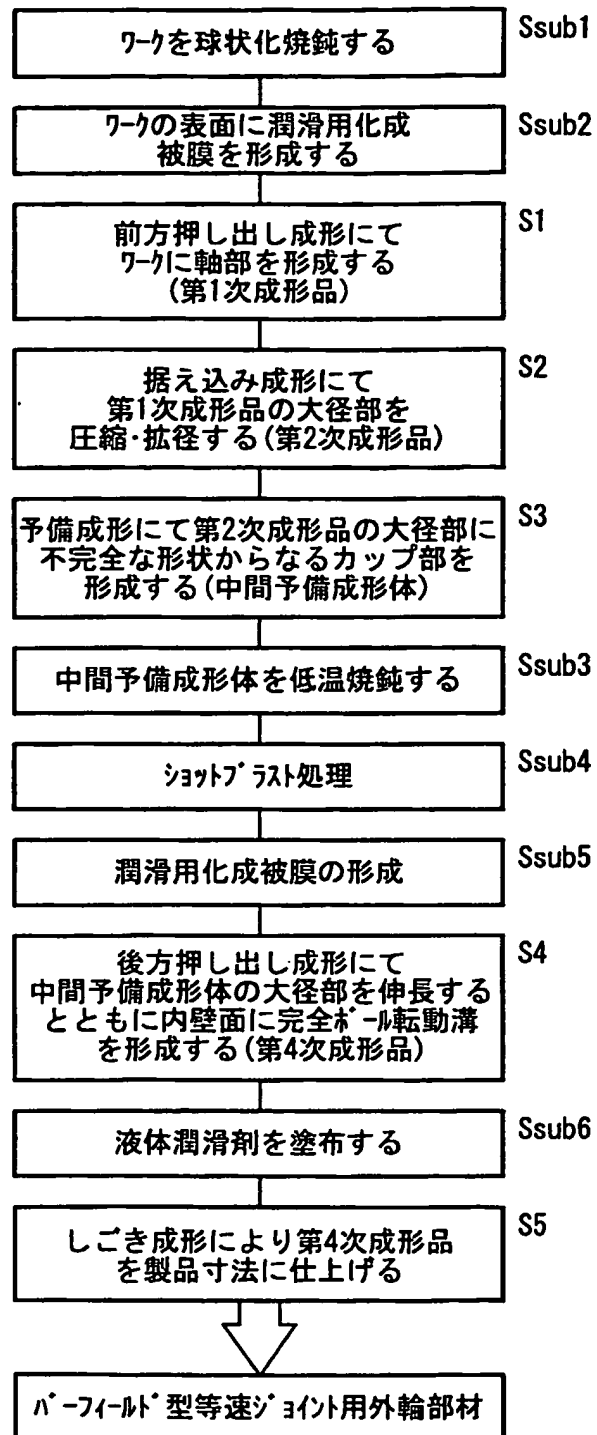 ﾜｰｸを球状化焼鈍する
Ssub1
ﾜｰｸの表面に潤滑用化成
被膜を形成する
Ssub2
前方押し出し成形にて
ﾜｰｸに軸部を形成する
(第1次成形品)
S1
据え込み成形にて
第1次成形品の大径部を
圧縮･拡径する(第2次成形品)
S2
予備成形にて第2次成形品の大径部に
不完全な形状からなるカップ部を
形成する(中間予備成形体)
S3
中間予備成形体を低温焼鈍する
Ssub3
ｼｮｯﾄﾌﾞﾗｽﾄ処理
Ssub4
潤滑用化成被膜の形成
Ssub5
後方押し出し成形にて
中間予備成形体の大径部を伸長する
とともに内壁面に完全ﾎﾞｰﾙ転動溝
を形成する(第4次成形品)
S4
液体潤滑剤を塗布する
Ssub6
しごき成形により第4次成形品
を製品寸法に仕上げる
S5
ﾊﾞｰﾌｨｰﾙﾄﾞ型等速ｼﾞｮｲﾝﾄ用外輪部材